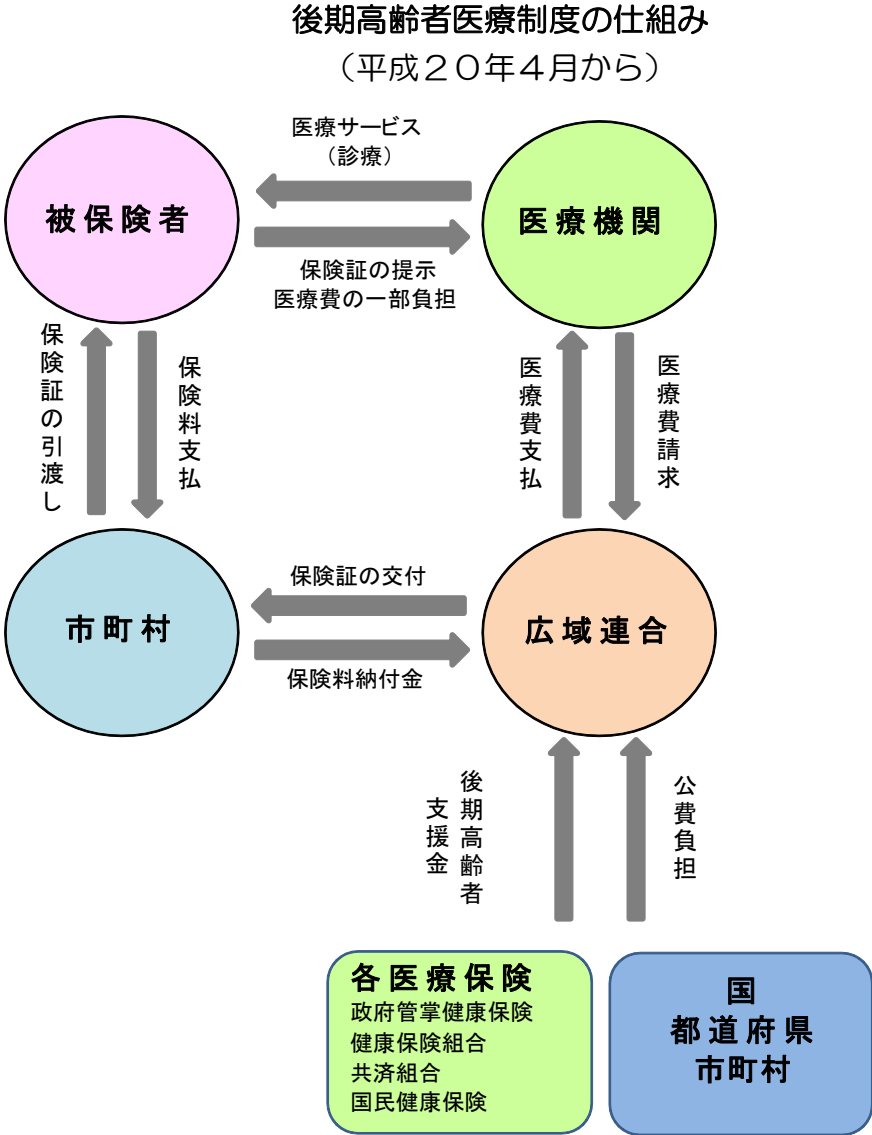 後期高齢者医療制度の仕組み
（平成２０年４月から）
医療サービス
（診療）
被保険者
医療機関
保険証の提示
医療費の一部負担
保険証の引渡し
保険料支払
医療費支払
医療費請求
保険証の交付
市町村
広域連合
保険料納付金
後期高齢者
支援金
公費負担
各医療保険
政府管掌健康保険
健康保険組合
共済組合
国民健康保険
国
都道府県
市町村